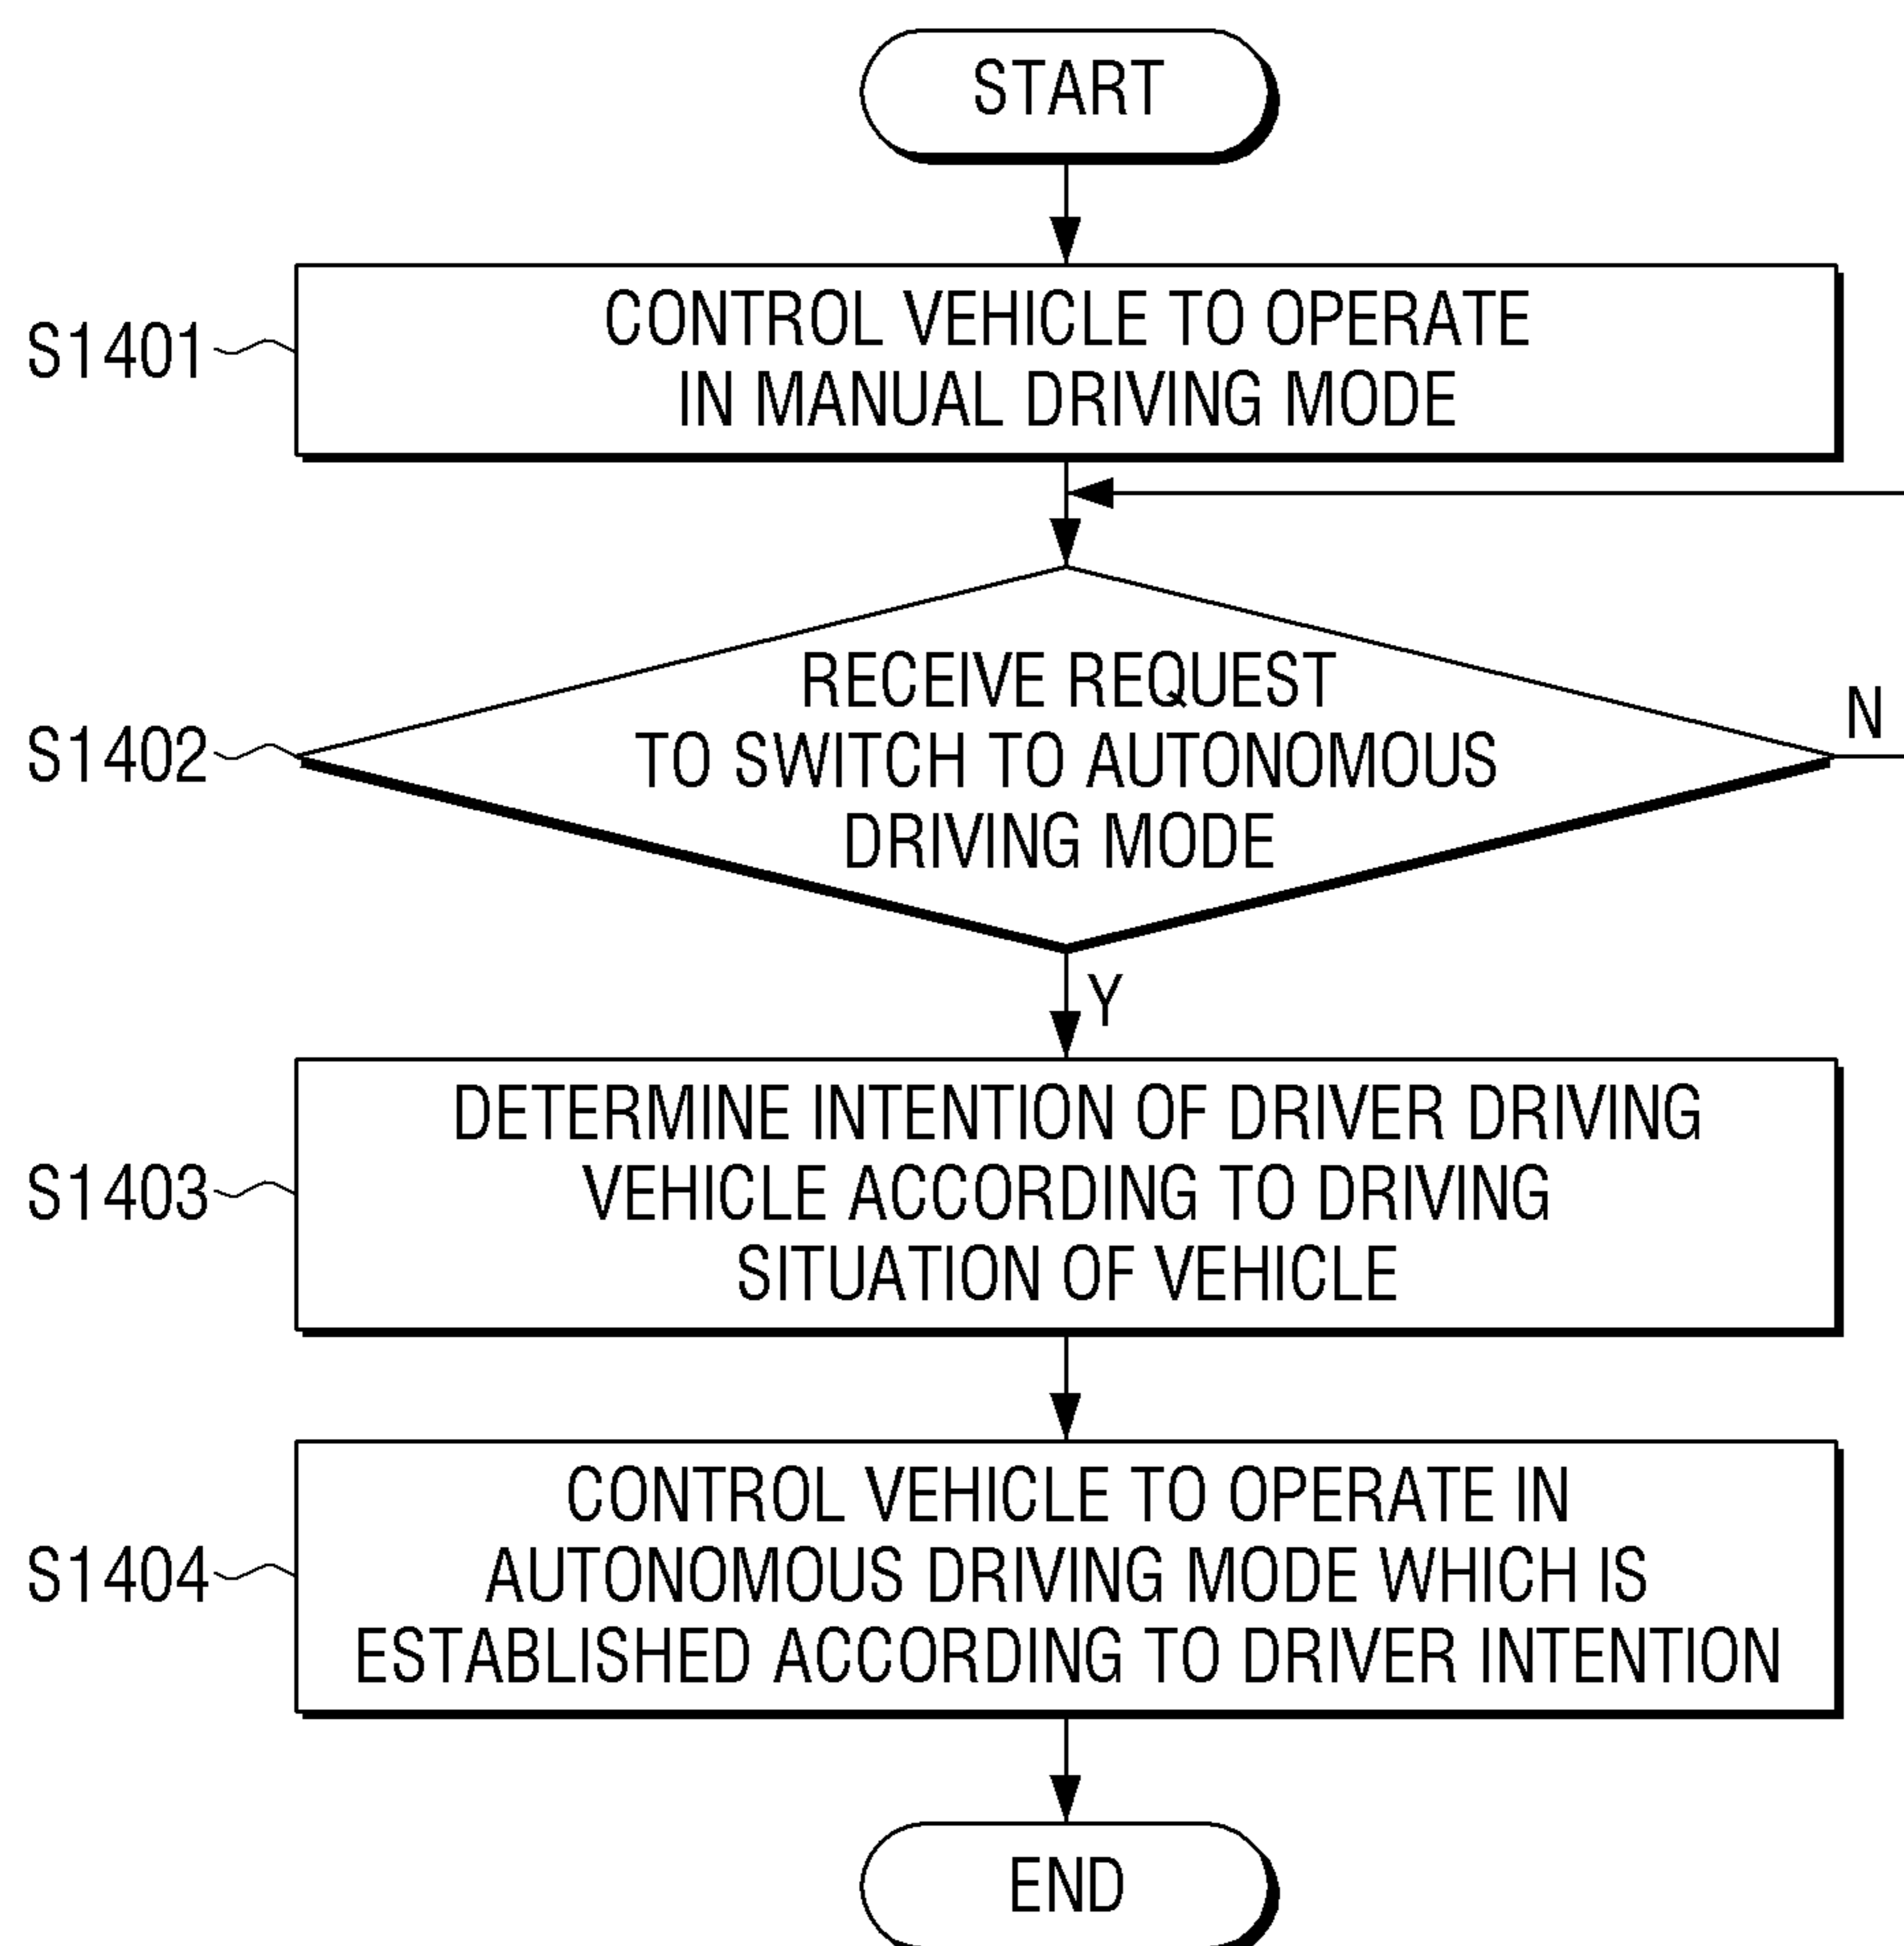 START
S1401
CONTROL VEHICLE TO OPERATE
IN MANUAL DRIVING MODE
S1402
RECEIVE REQUEST
TO SWITCH TO AUTONOMOUS
DRIVING MODE
N
Y
S1403
DETERMINE INTENTION OF DRIVER DRIVING
VEHICLE ACCORDING TO DRIVING
SITUATION OF VEHICLE
S1404
CONTROL VEHICLE TO OPERATE IN
AUTONOMOUS DRIVING MODE WHICH IS
ESTABLISHED ACCORDING TO DRIVER INTENTION
END